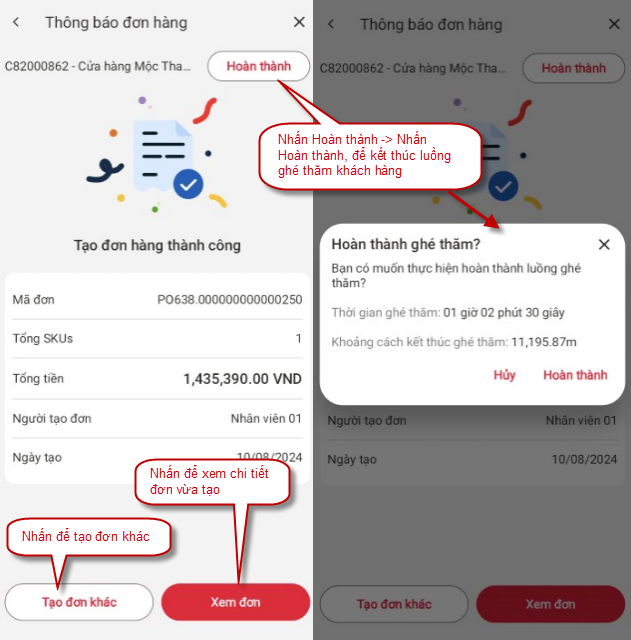 Thông báo đơn hàng
C82000862 - Cửa hàng Mộc Tha...
Hoàn thành
Nhấn Hoàn thành -> Nhấn
Hoàn thành, để kết thúc luồng
ghé thăm khách hàng
Tạo đơn hàng thành công
Mã đơn
PO638.000000000000250
Tổng SKUs
1
Tổng tiền
1,435,390.00 VND
Người tạo đơn
Nhân viên 01
Ngày tạo
10/08/2024
Nhấn để xem chi tiết
đơn vừa tạo
Nhấn để tạo đơn khác
Tạo đơn khác
Xem đơn
Thông báo đơn hàng
C82000862 - Cửa hàng Mộc Tha...
Hoàn thành
Hoàn thành ghé thăm?
Bạn có muốn thực hiện hoàn thành luồng ghé
thăm?
Thời gian ghé thăm: 01 giờ 02 phút 30 giây
Khoảng cách kết thúc ghé thăm: 11,195.87m
Hủy
Hoàn thành
Người tạo đơn
Nhân viên 01
Ngày tạo
10/08/2024
Tạo đơn khác
Xem đơn